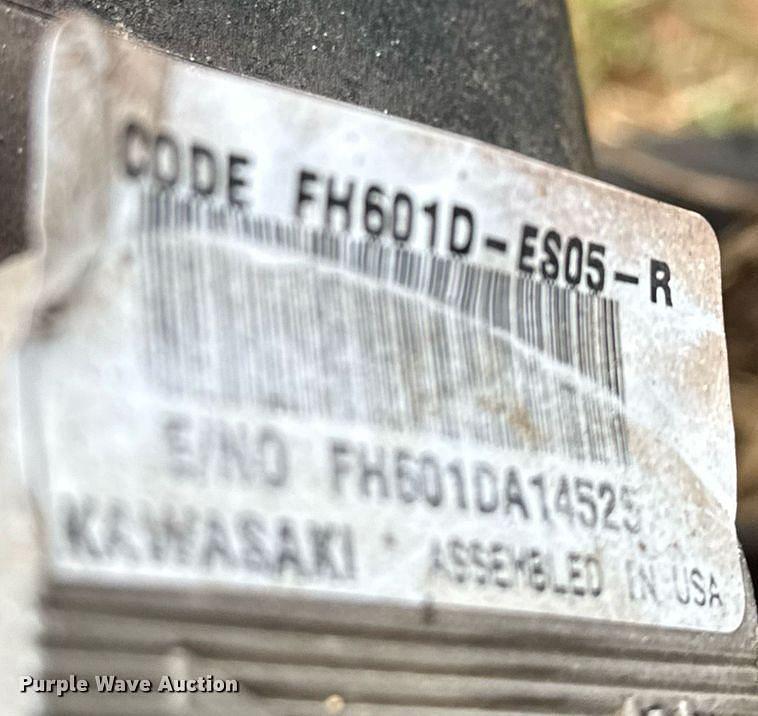 CODE FH601D-ES05-R
E/NO FH601DA14525
KAWASAKI ASSEMBLED IN USA
Purple Wave Auction